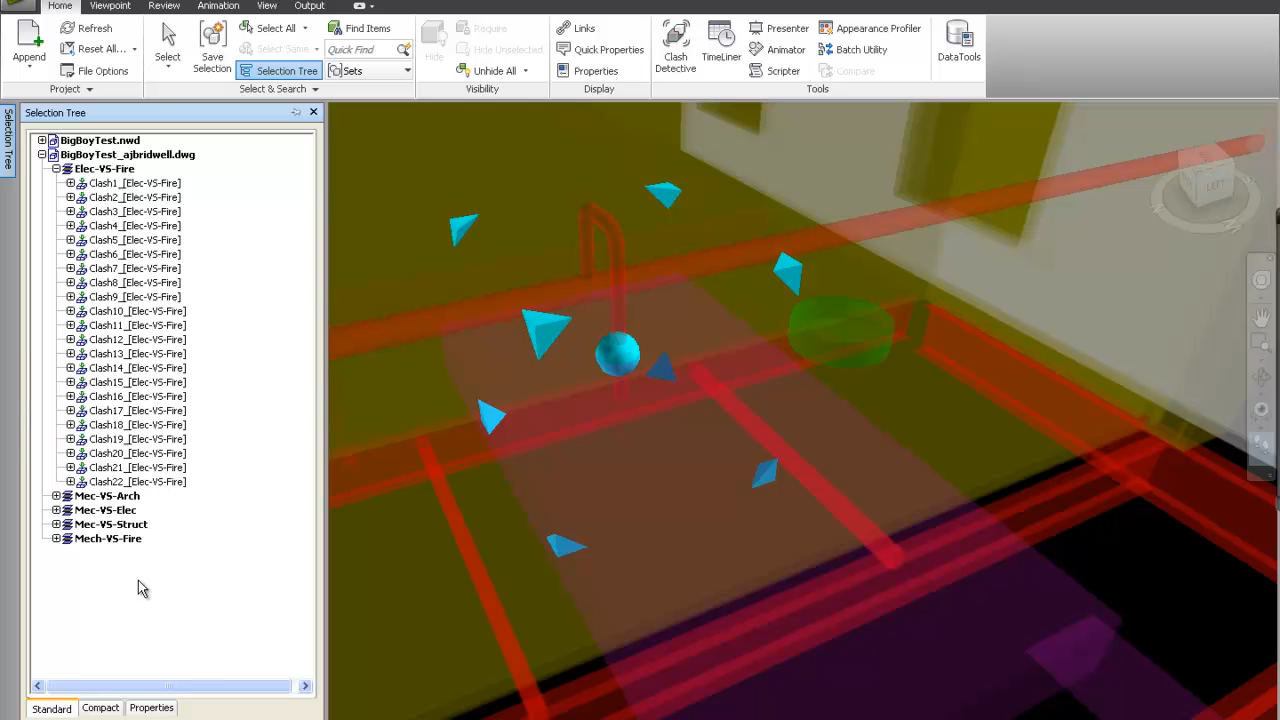 Home Viewpoint Review Animation View Output
Append
Refresh
Reset All...
File Options
Project
Select
Save Selection
Select All
Select Same
Selection Tree
Find Items
Quick Find
Sets
Select & Search
Hide
Require
Hide Unselected
Unhide All
Visibility
Links
Quick Properties
Properties
Display
Clash Detective
TimeLiner
Presenter
Animator
Scripter
Appearance Profiler
Batch Utility
Compare
Tools
DataTools
Selection Tree
Selection Tree
BigBoyTest.nwd
BigBoyTest_ajbridwell.dwg
Elec-VS-Fire
Clash1_[Elec-VS-Fire]
Clash2_[Elec-VS-Fire]
Clash3_[Elec-VS-Fire]
Clash4_[Elec-VS-Fire]
Clash5_[Elec-VS-Fire]
Clash6_[Elec-VS-Fire]
Clash7_[Elec-VS-Fire]
Clash8_[Elec-VS-Fire]
Clash9_[Elec-VS-Fire]
Clash10_[Elec-VS-Fire]
Clash11_[Elec-VS-Fire]
Clash12_[Elec-VS-Fire]
Clash13_[Elec-VS-Fire]
Clash14_[Elec-VS-Fire]
Clash15_[Elec-VS-Fire]
Clash16_[Elec-VS-Fire]
Clash17_[Elec-VS-Fire]
Clash18_[Elec-VS-Fire]
Clash19_[Elec-VS-Fire]
Clash20_[Elec-VS-Fire]
Clash21_[Elec-VS-Fire]
Clash22_[Elec-VS-Fire]
Mec-VS-Arch
Mec-VS-Elec
Mec-VS-Struct
Mech-VS-Fire
Standard Compact Properties
LEFT